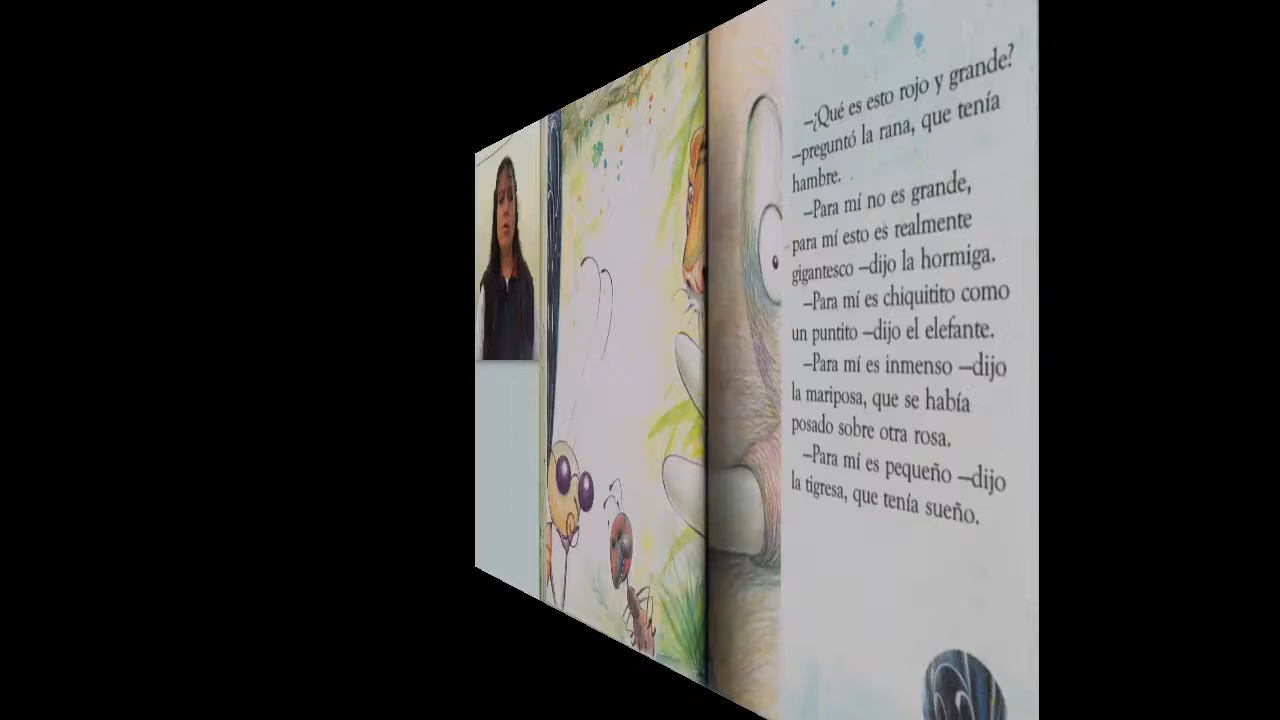 –¿Qué es esto rojo y grande?
–preguntó la rana, que tenía
hambre.
–Para mí no es grande,
para mí esto es realmente
gigantesco –dijo la hormiga.
–Para mí es chiquitito como
un puntito –dijo el elefante.
–Para mí es inmenso –dijo
la mariposa, que se había
posado sobre otra rosa.
–Para mí es pequeño –dijo
la tigresa, que tenía sueño.